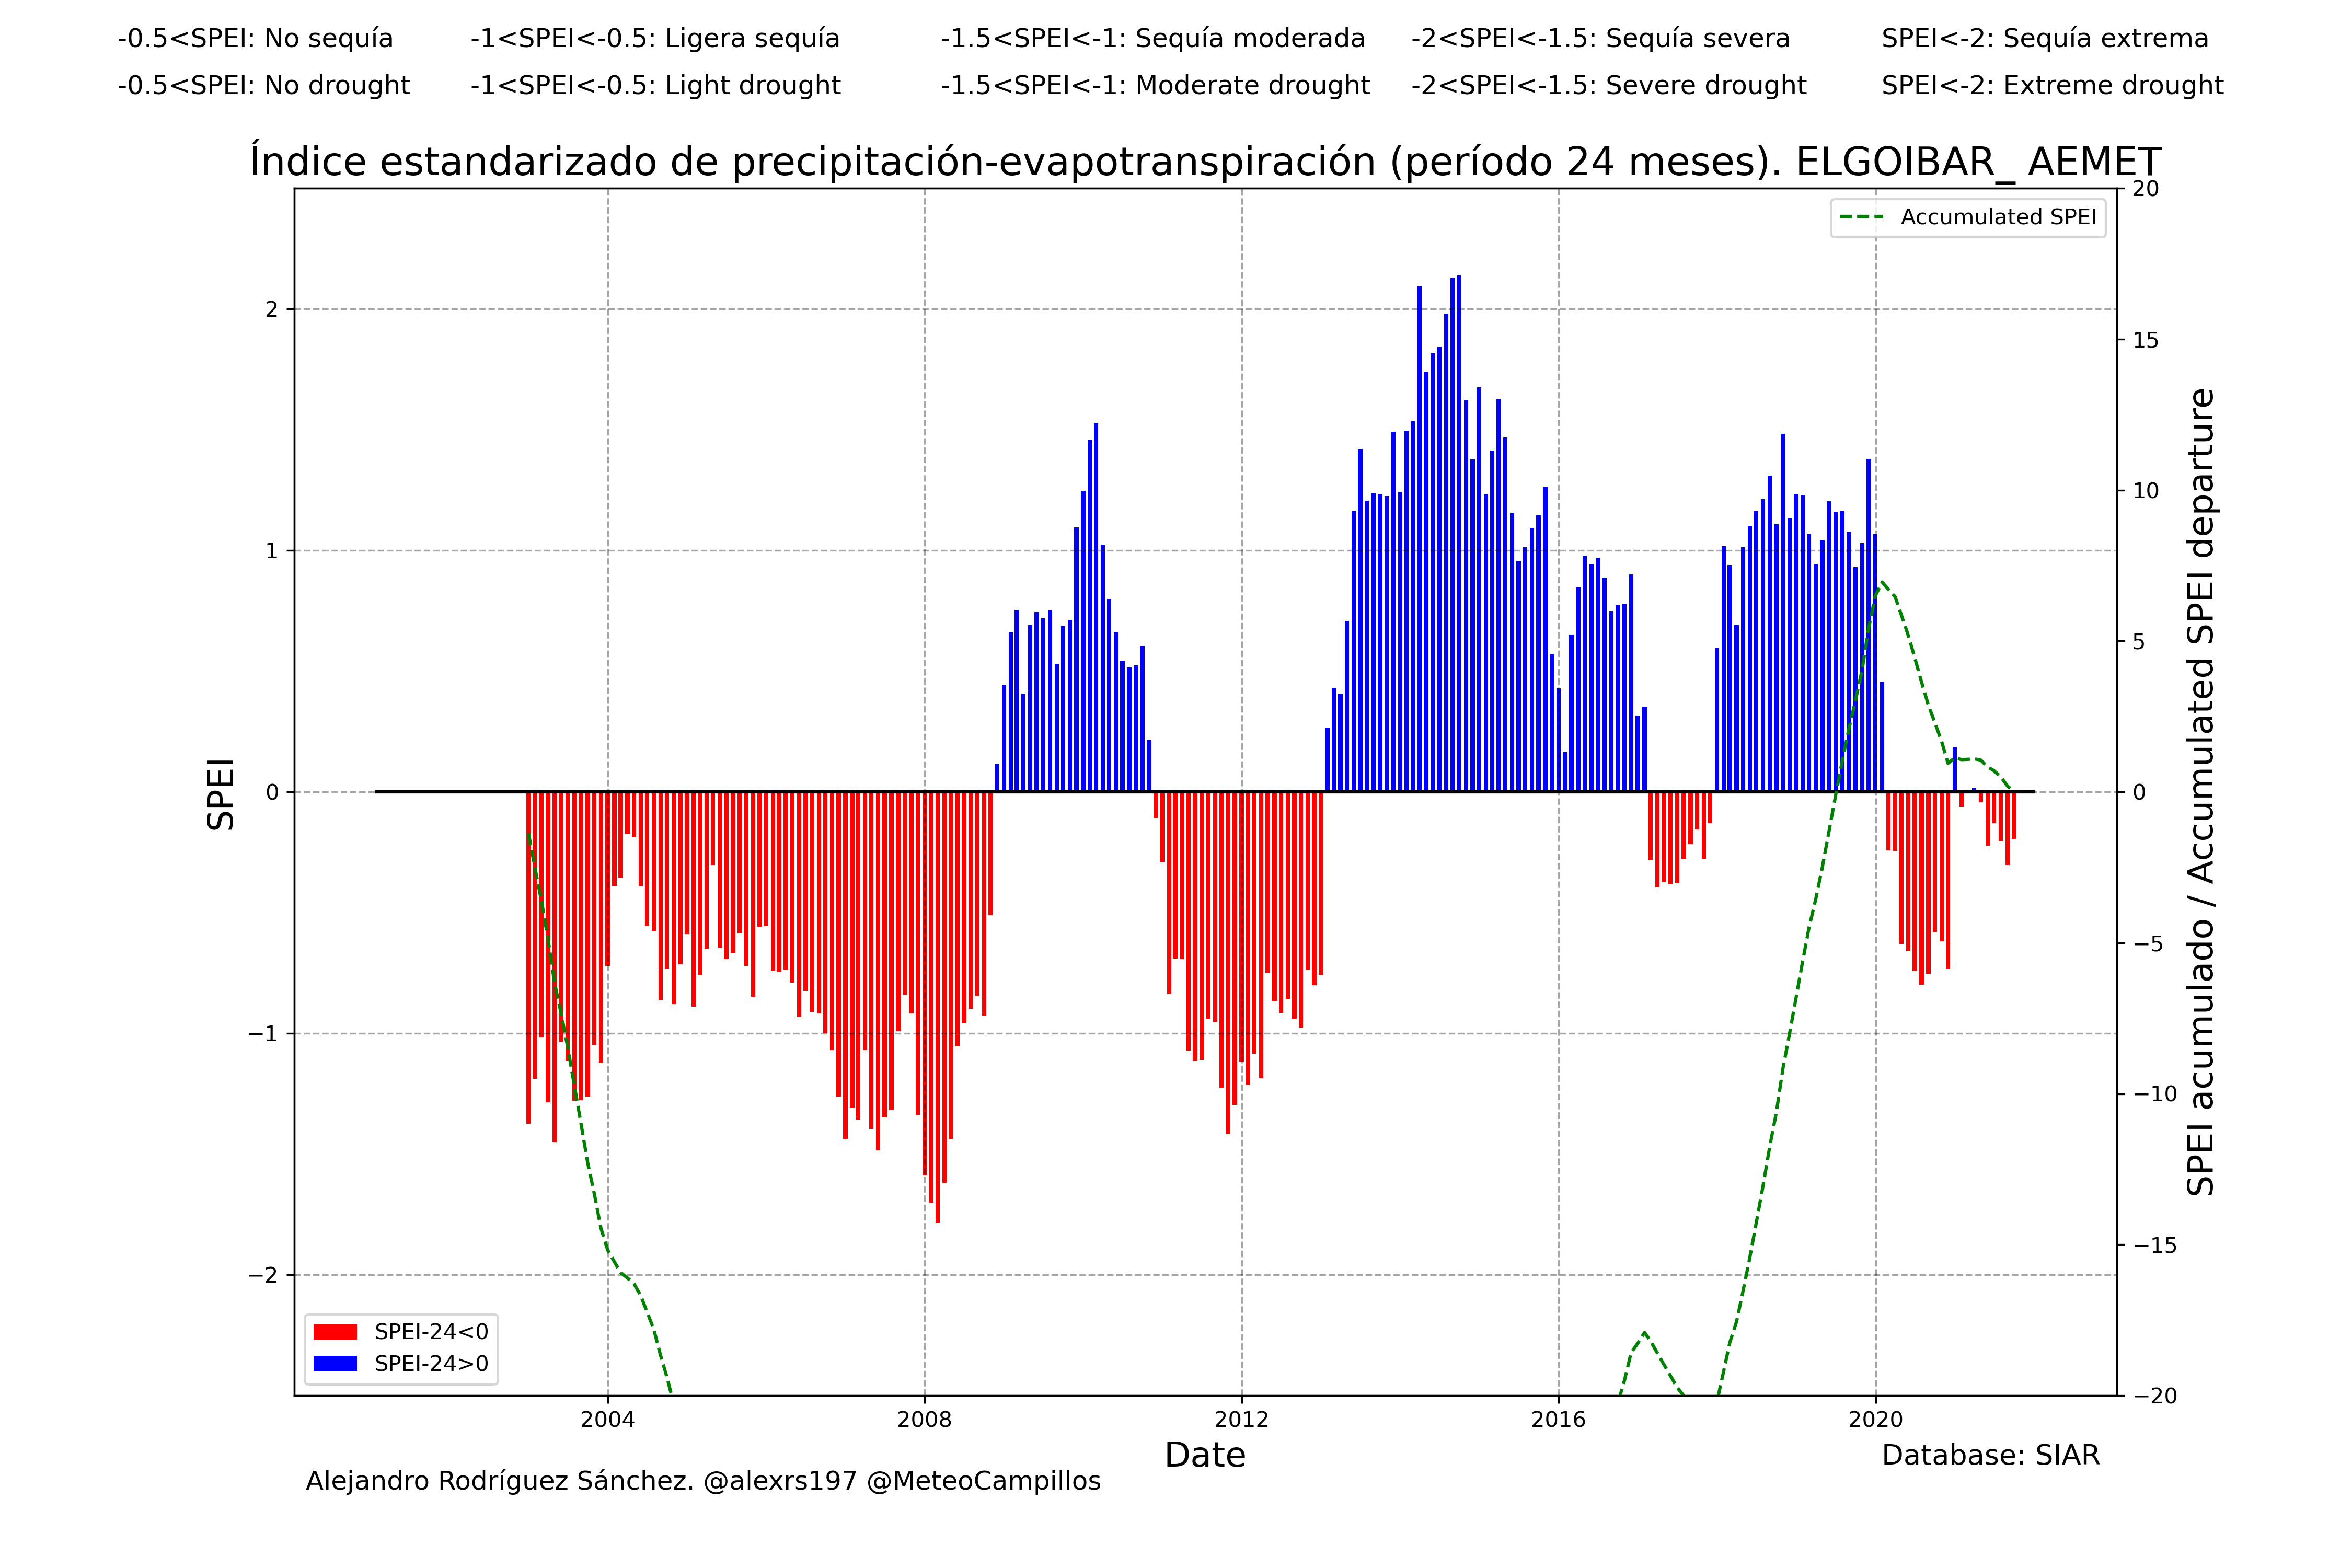 -0.5<SPEI: No sequía -1<SPEI<-0.5: Ligera sequía -1.5<SPEI<-1: Sequía moderada -2<SPEI<-1.5: Sequía severa SPEI<-2: Sequía extrema
-0.5<SPEI: No drought -1<SPEI<-0.5: Light drought -1.5<SPEI<-1: Moderate drought -2<SPEI<-1.5: Severe drought SPEI<-2: Extreme drought
Índice estandarizado de precipitación-evapotranspiración (período 24 meses). ELGOIBAR_ AEMET
Accumulated SPEI
SPEI
2
1
0
−1
−2
20
15
10
5
0
−5
−10
−15
−20
SPEI acumulado / Accumulated SPEI departure
SPEI-24<0
SPEI-24>0
2004 2008 2012 2016 2020
Date
Database: SIAR
Alejandro Rodríguez Sánchez. @alexrs197 @MeteoCampillos